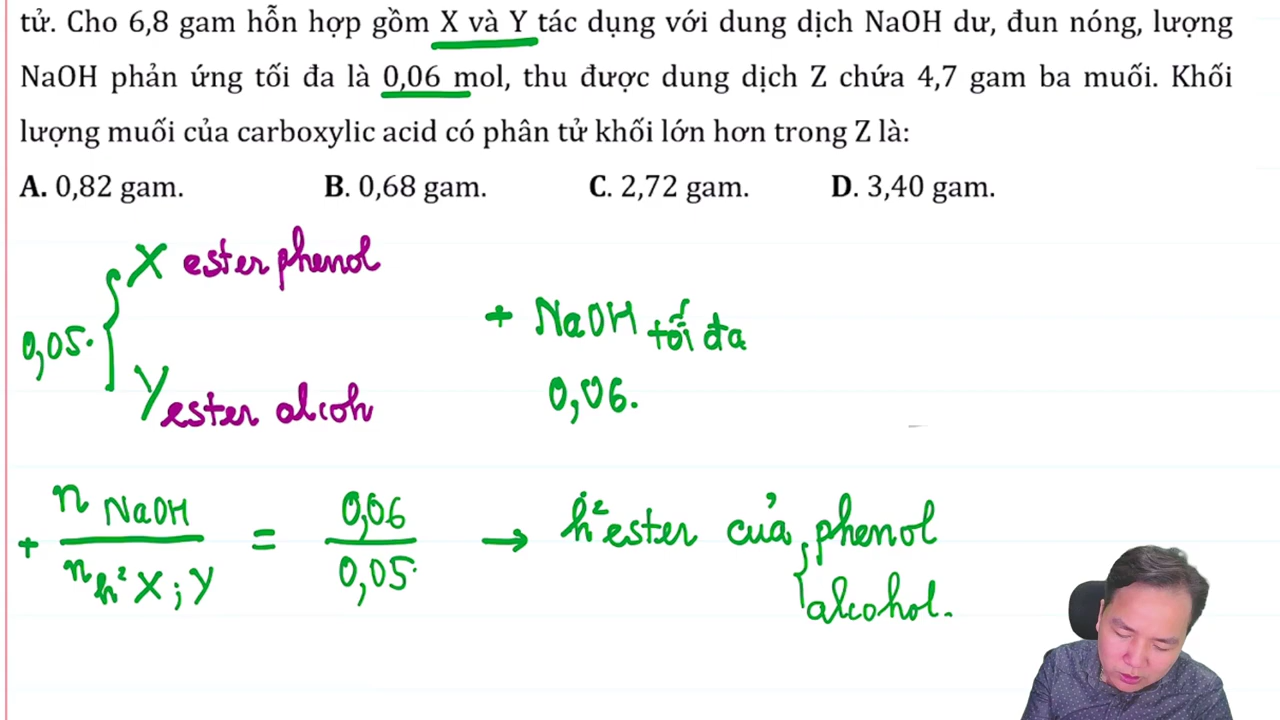 tử. Cho 6,8 gam hỗn hợp gồm X và Y tác dụng với dung dịch NaOH dư, đun nóng, lượng
NaOH phản ứng tối đa là 0,06 mol, thu được dung dịch Z chứa 4,7 gam ba muối. Khối
lượng muối của carboxylic acid có phân tử khối lớn hơn trong Z là:
A. 0,82 gam. B. 0,68 gam. C. 2,72 gam. D. 3,40 gam.
X ester phenol
+ NaOH tối đa
0,05.
Y ester alcoh
0,06.
+ n NaOH / n h² X ; Y = 0,06 / 0,05 → h² ester của { phenol
alcohol.